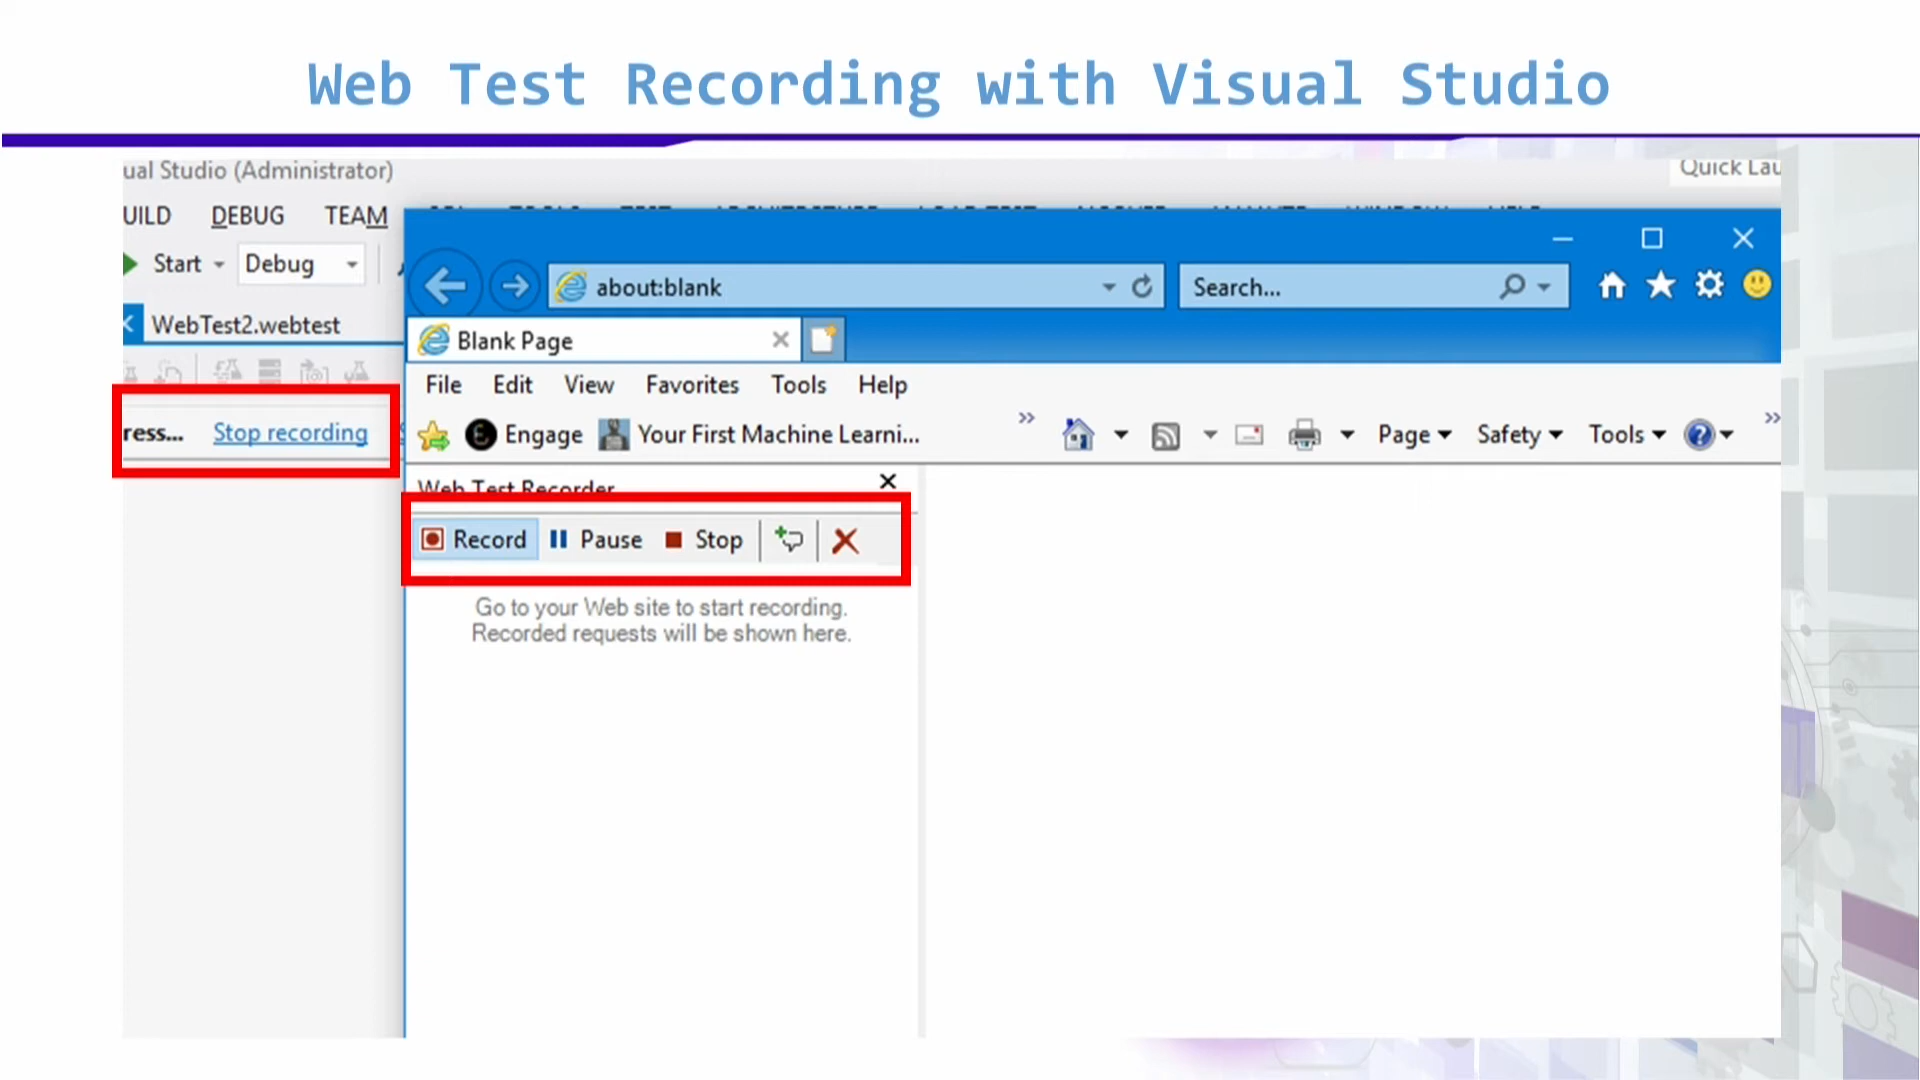 Web Test Recording with Visual Studio
ual Studio (Administrator)
Quick Lau
UILD DEBUG TEAM
Start Debug
about:blank
Search...
WebTest2.webtest
Blank Page
File Edit View Favorites Tools Help
ress... Stop recording
Engage Your First Machine Learni... Page Safety Tools
Web Test Recorder
Record Pause Stop
Go to your Web site to start recording.
Recorded requests will be shown here.